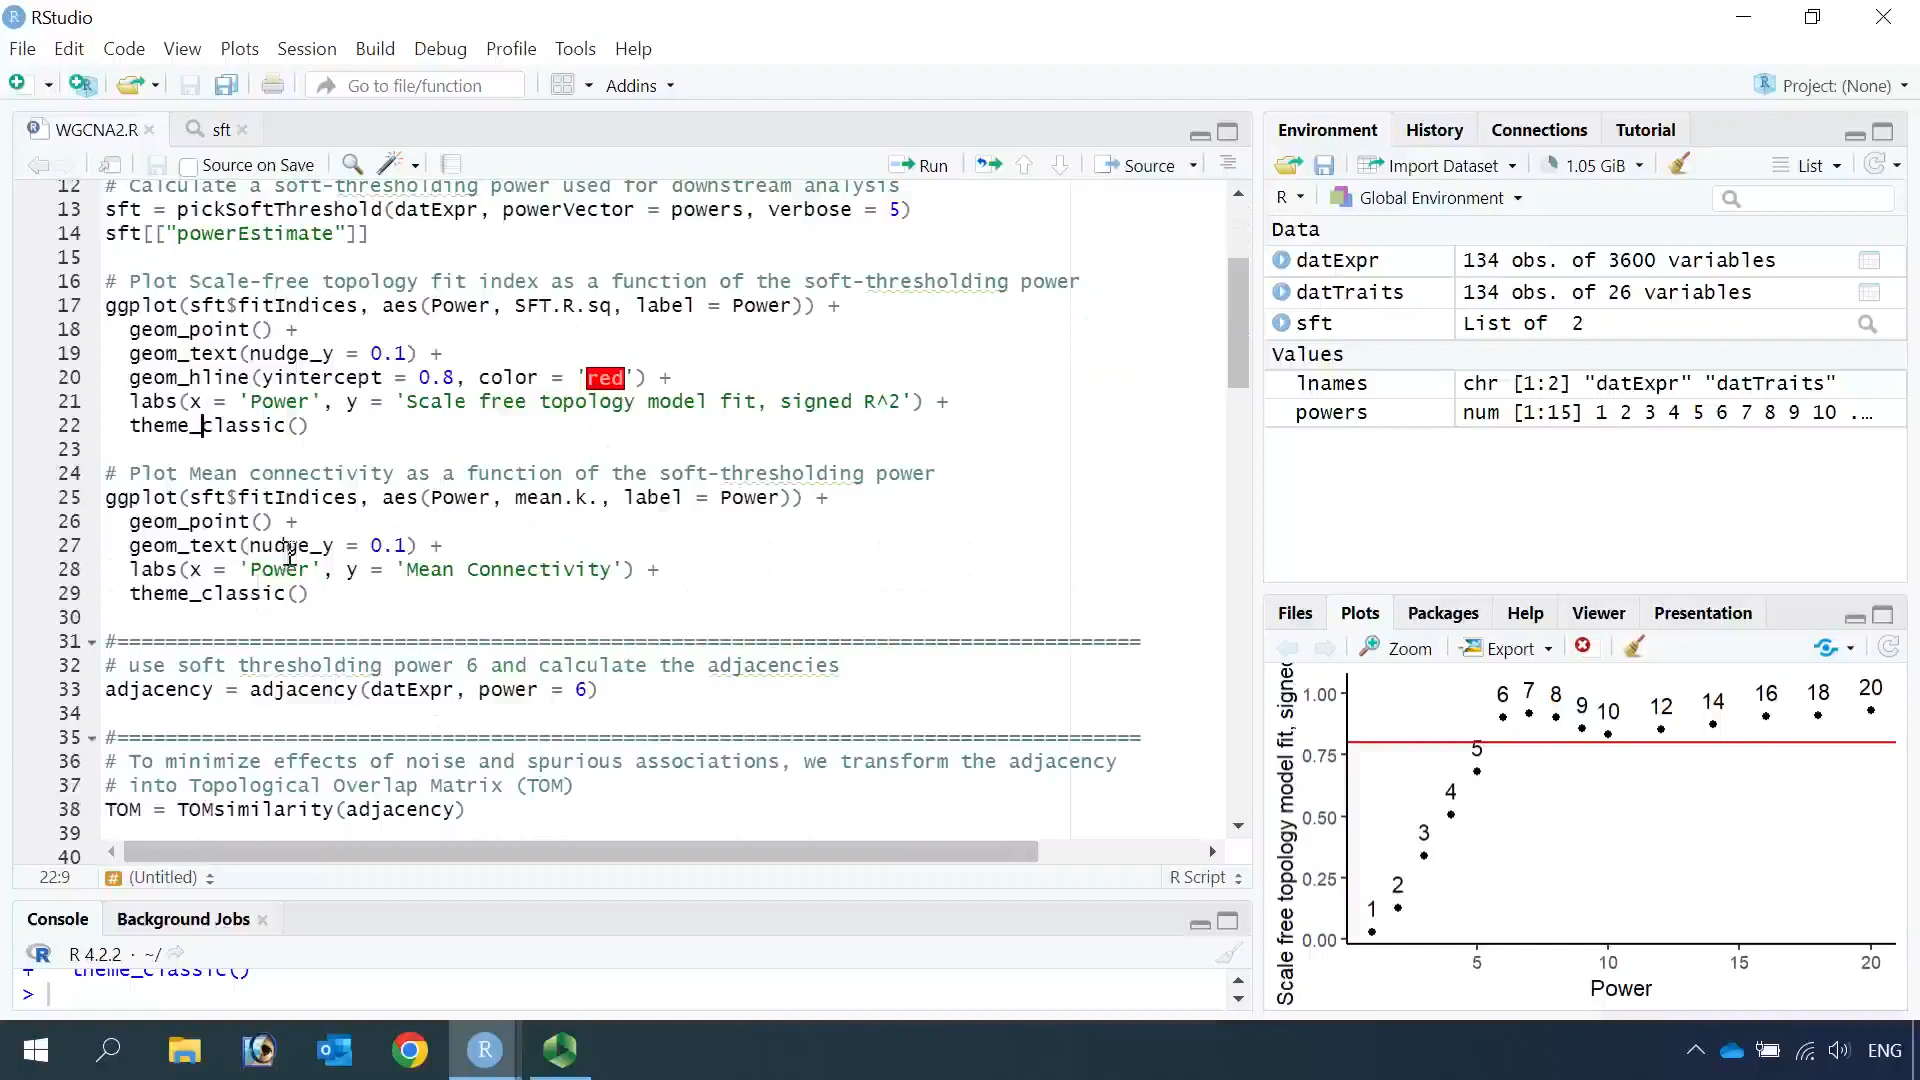 RStudio
File Edit Code View Plots Session Build Debug Profile Tools Help
Go to file/function Addins Project: (None)
WGCNA2.R sft
Source on Save Run Source
12 # Calculate a soft-thresholding power used for downstream analysis
13 sft = pickSoftThreshold(datExpr, powerVector = powers, verbose = 5)
14 sft[["powerEstimate"]]
15
16 # Plot Scale-free topology fit index as a function of the soft-thresholding power
17 ggplot(sft$fitIndices, aes(Power, SFT.R.sq, label = Power)) +
18 geom_point() +
19 geom_text(nudge_y = 0.1) +
20 geom_hline(yintercept = 0.8, color = 'red') +
21 labs(x = 'Power', y = 'Scale free topology model fit, signed R^2') +
22 theme_classic()
23
24 # Plot Mean connectivity as a function of the soft-thresholding power
25 ggplot(sft$fitIndices, aes(Power, mean.k., label = Power)) +
26 geom_point() +
27 geom_text(nudge_y = 0.1) +
28 labs(x = 'Power', y = 'Mean Connectivity') +
29 theme_classic()
30
31 #=====================================================================================
32 # use soft thresholding power 6 and calculate the adjacencies
33 adjacency = adjacency(datExpr, power = 6)
34
35 #=====================================================================================
36 # To minimize effects of noise and spurious associations, we transform the adjacency
37 # into Topological Overlap Matrix (TOM)
38 TOM = TOMsimilarity(adjacency)
39
40
22:9 # (Untitled) R Script
Console Background Jobs
R 4.2.2 · ~/
+ theme_classic()
>
Environment History Connections Tutorial
Import Dataset 1.05 GiB List
R Global Environment
Data
datExpr 134 obs. of 3600 variables
datTraits 134 obs. of 26 variables
sft List of 2
Values
lnames chr [1:2] "datExpr" "datTraits"
powers num [1:15] 1 2 3 4 5 6 7 8 9 10 ...
Files Plots Packages Help Viewer Presentation
Zoom Export
Scale free topology model fit, signed
1.00
0.75
0.50
0.25
0.00
1 2 3 4 5 6 7 8 9 10 12 14 16 18 20
5 10 15 20
Power
ENG